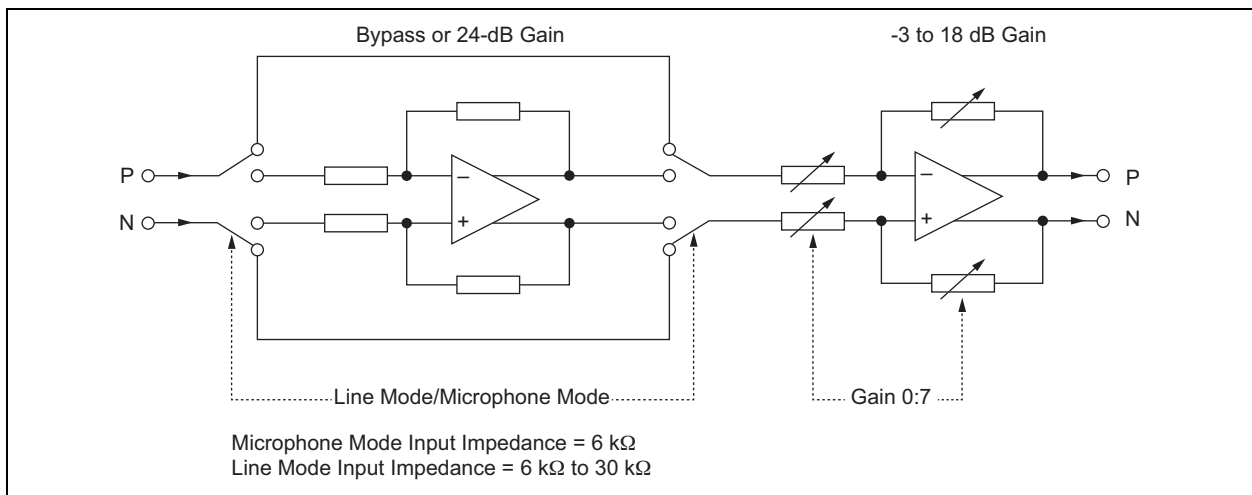 Bypass or 24-dB Gain
-3 to 18 dB Gain
P
N
−
+
−
+
P
N
Line Mode/Microphone Mode
Gain 0:7
Microphone Mode Input Impedance = 6 kΩ
Line Mode Input Impedance = 6 kΩ to 30 kΩ